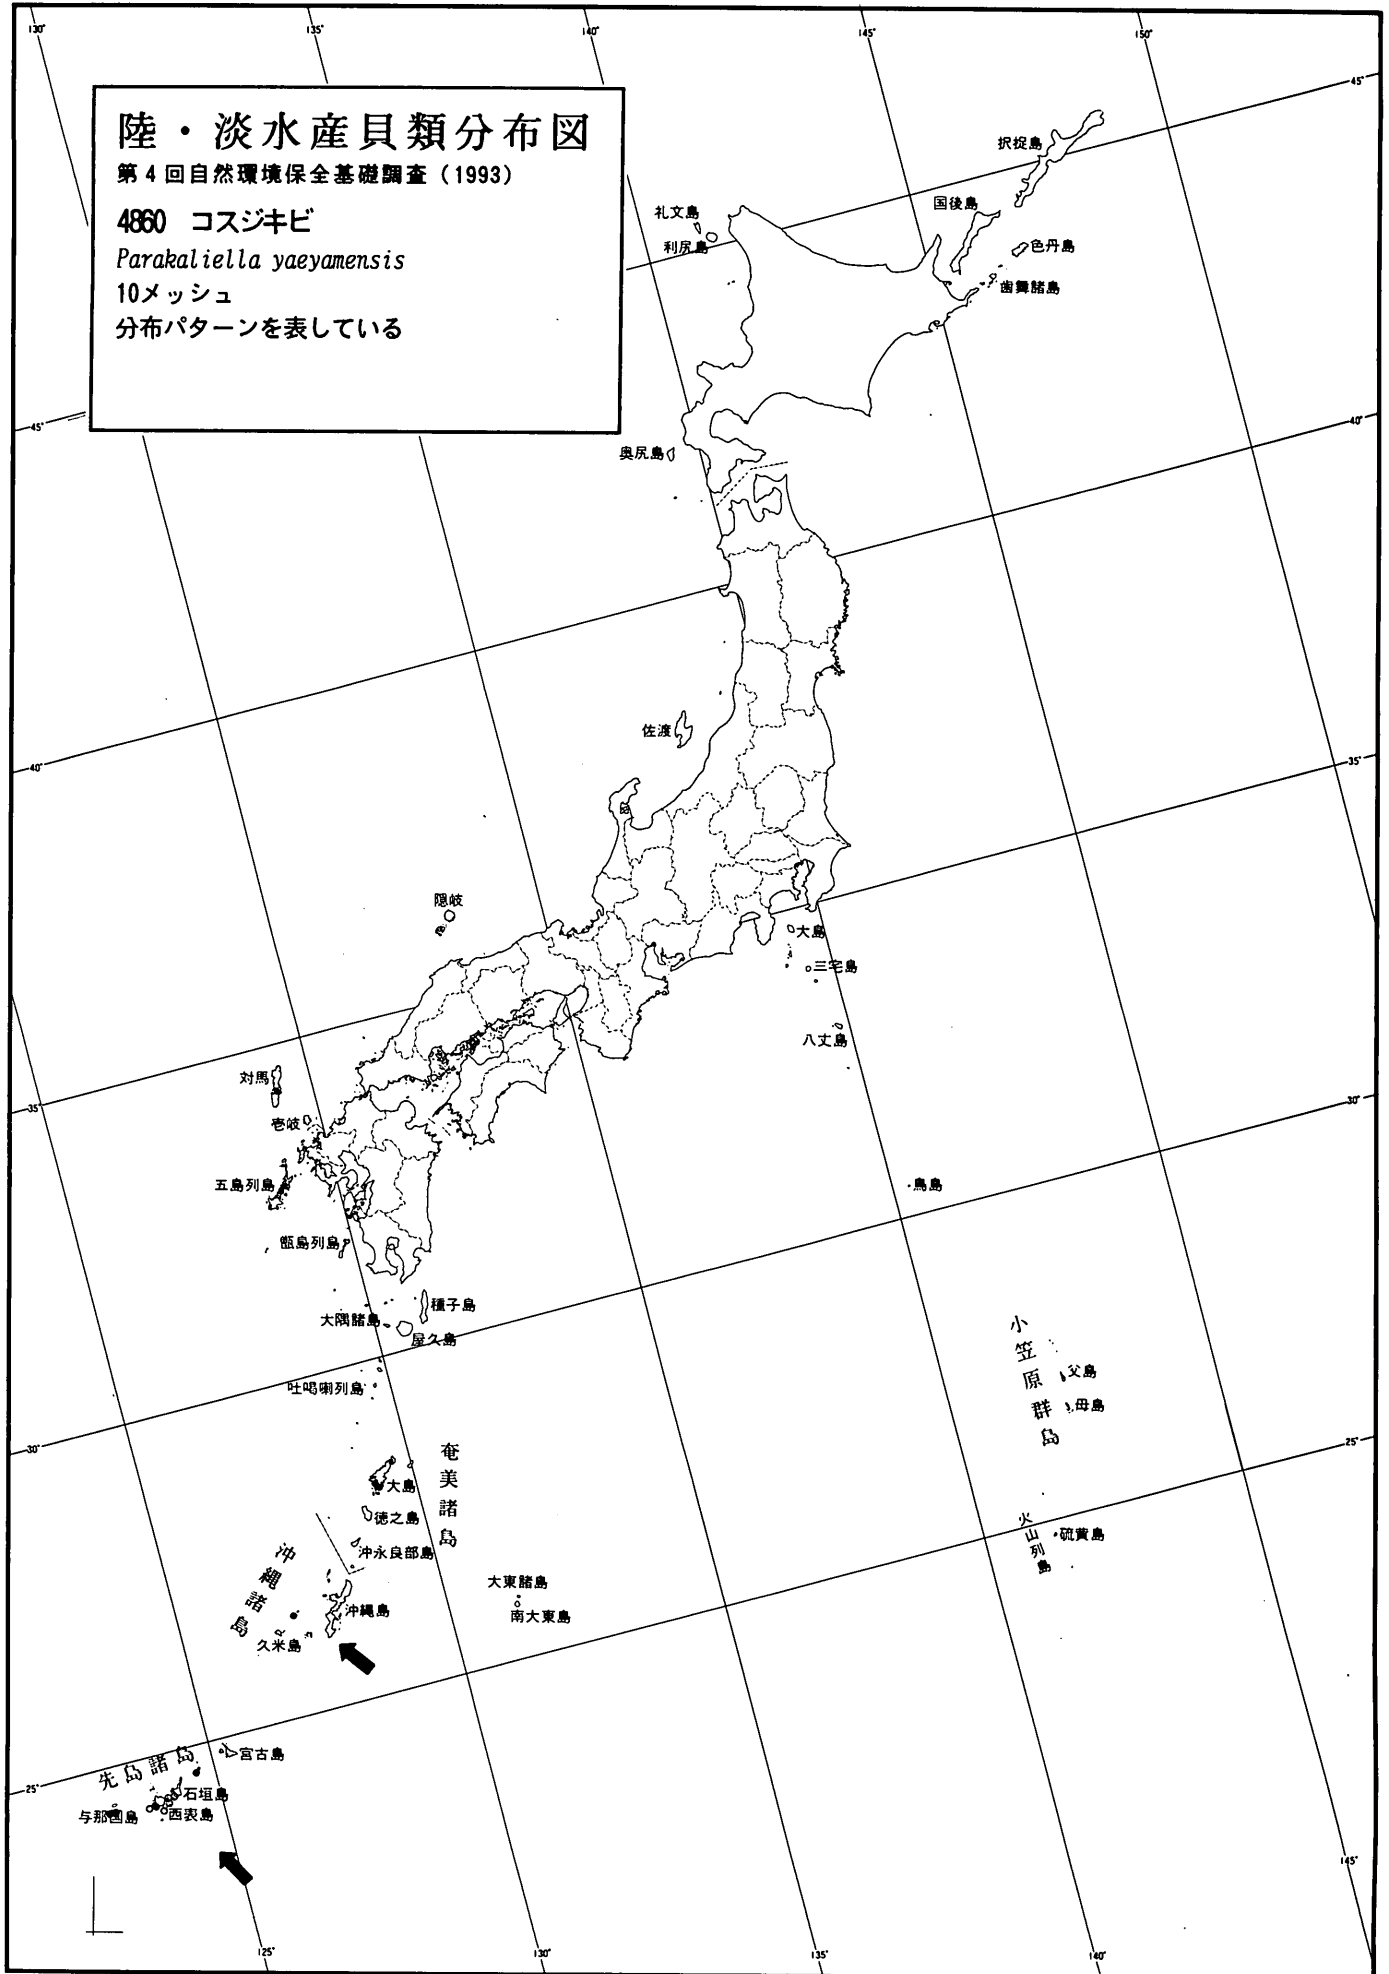 130°
135°
140°
145°
150°
陸・淡水産貝類分布図
第4回自然環境保全基礎調査（1993）
4860　コスジキビ
Parakaliella yaeyamensis
10メッシュ
分布パターンを表している
45°
択捉島
国後島
色丹島
歯舞諸島
礼文島
利尻島
45°
40°
奥尻島
佐渡
40°
35°
隠岐
大島
三宅島
八丈島
対馬
壱岐
35°
30°
五島列島
鳥島
甑島列島
種子島
大隅諸島
屋久島
吐噶喇列島
小笠原群島
父島
母島
30°
25°
奄美諸島
大島
徳之島
沖永良部島
火山列島
硫黄島
沖縄諸島
沖縄島
久米島
大東諸島
南大東島
先島諸島
宮古島
石垣島
西表島
与那国島
25°
145°
125°
130°
135°
140°